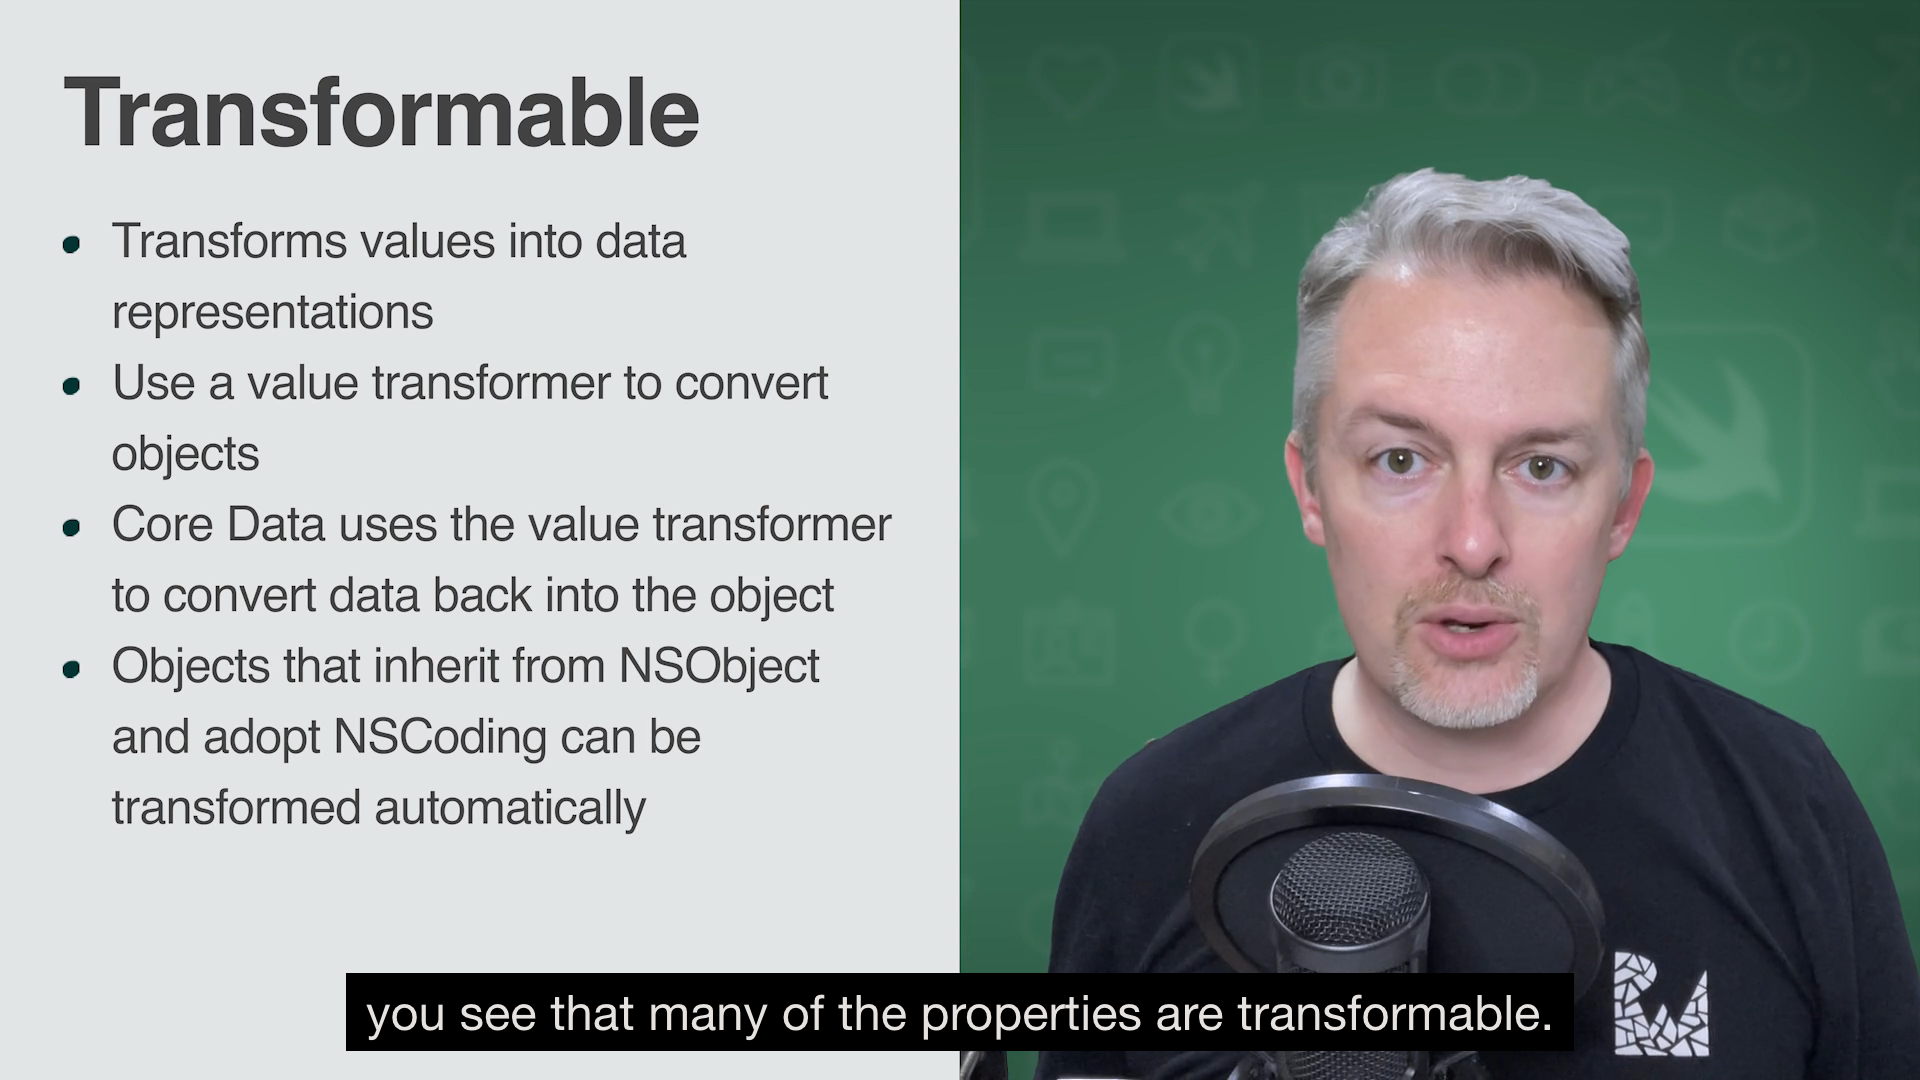 Transformable
• Transforms values into data
representations
• Use a value transformer to convert
objects
• Core Data uses the value transformer
to convert data back into the object
• Objects that inherit from NSObject
and adopt NSCoding can be
transformed automatically
you see that many of the properties are transformable.
RW